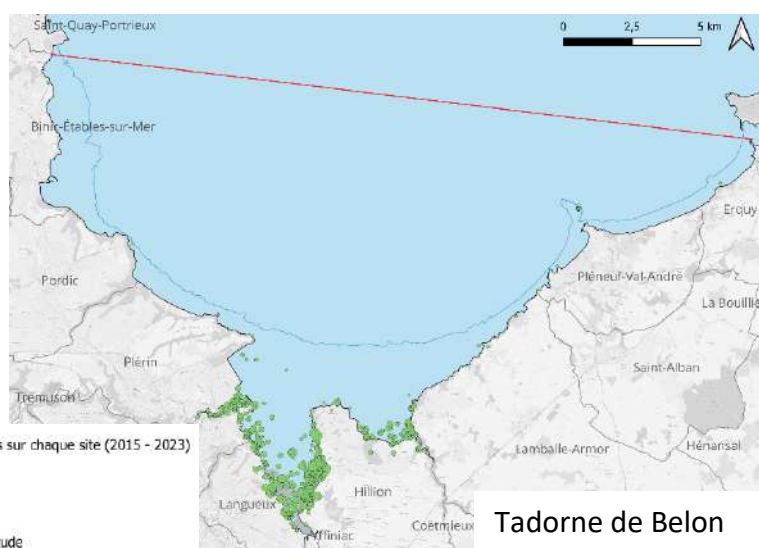 Saint-Quay-Portrieux
0 2,5 5 km
Binic-Étables-sur-Mer
Erquy
Pordic
Pléneuf-Val-André
La Bouillie
Plérin
Saint-Alban
Trémuson
s sur chaque site (2015 - 2023)
Lamballe-Armor
Hénansal
Langueux
Hillion
Yffiniac
Coëtmieux
Tadorne de Belon
ude